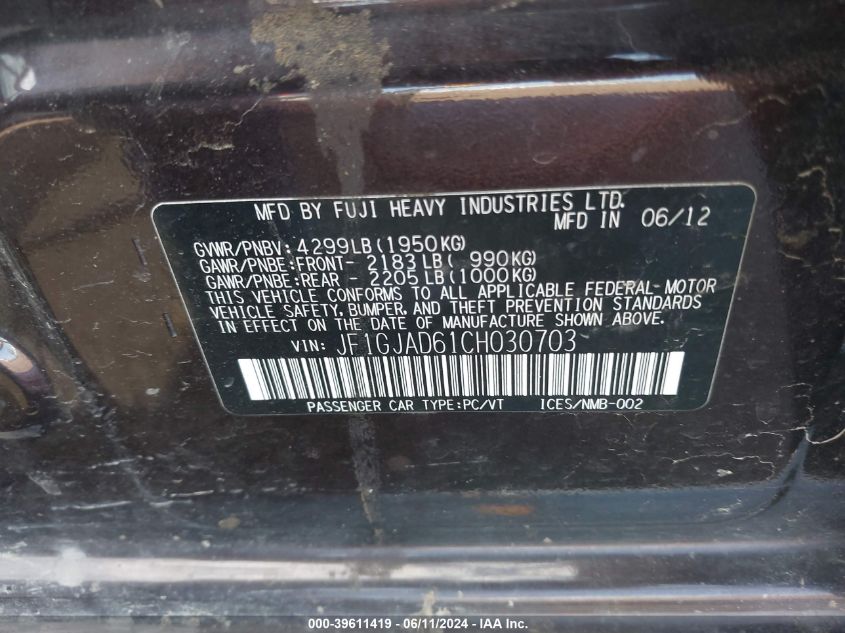 MFD BY FUJI HEAVY INDUSTRIES LTD.
MFD IN 06/12
GVWR/PNBV: 4299LB(1950KG)
GAWR/PNBE:FRONT- 2183LB( 990KG)
GAWR/PNBE:REAR - 2205LB(1000KG)
THIS VEHICLE CONFORMS TO ALL APPLICABLE FEDERAL-MOTOR
VEHICLE SAFETY, BUMPER, AND THEFT PREVENTION STANDARDS
IN EFFECT ON THE DATE OF MANUFACTURE SHOWN ABOVE.
VIN: JF1GJAD61CH030703
PASSENGER CAR TYPE:PC/VT ICES/NMB-002
000-39611419 - 06/11/2024 - IAA Inc.